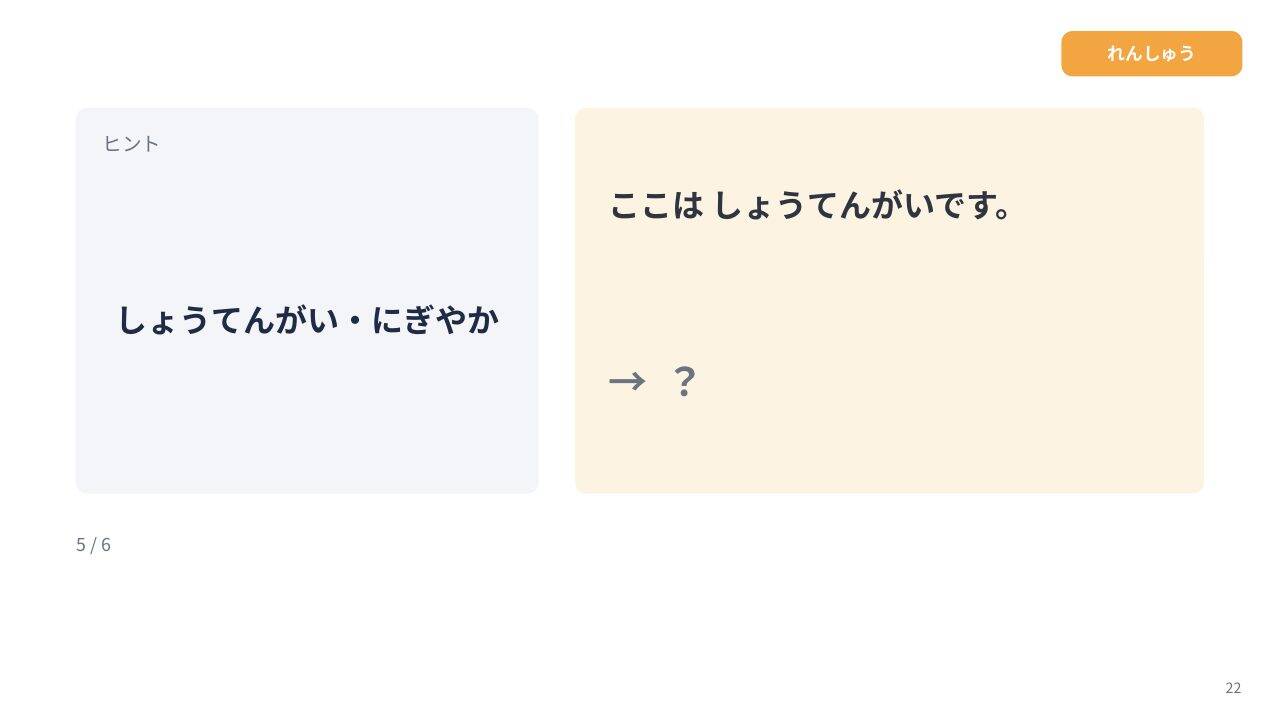 れんしゅう
ヒント
しょうてんがい・にぎやか
ここは しょうてんがいです。
→ ？
5 / 6
22